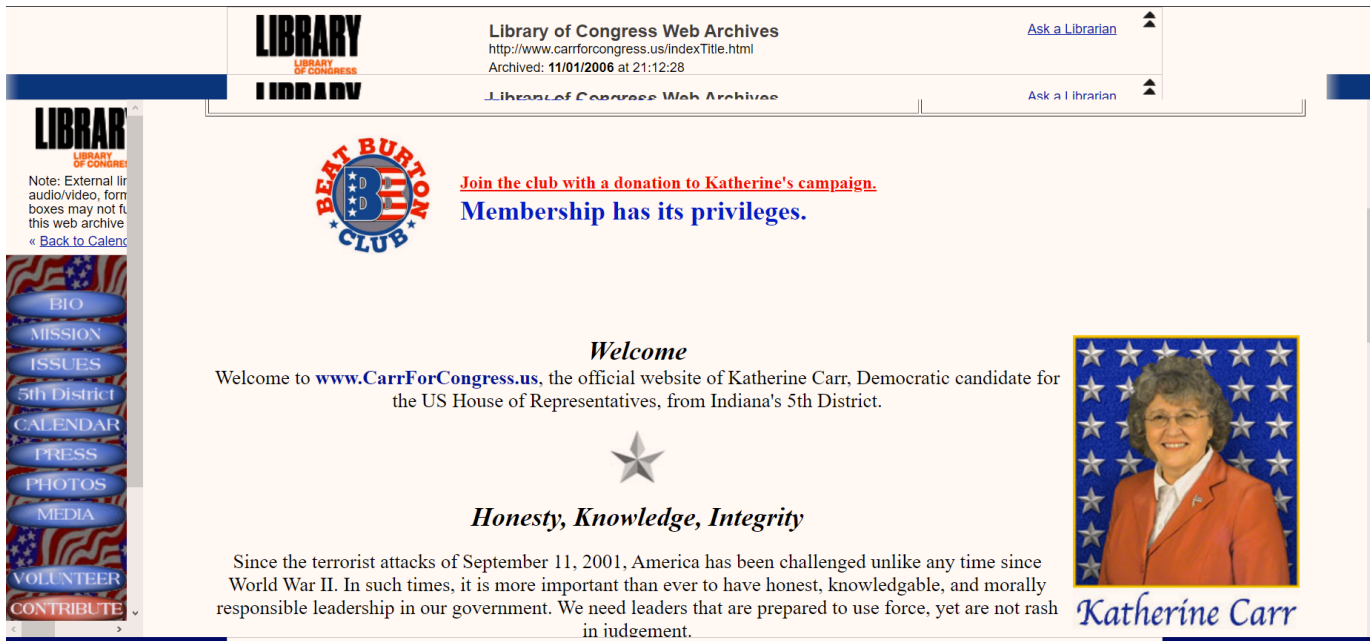 LIBRARY
LIBRARY
OF CONGRESS
Library of Congress Web Archives
http://www.carrforcongress.us/indexTitle.html
Archived: 11/01/2006 at 21:12:28
Ask a Librarian
LIBRARY
Library of Congress Web Archives
Ask a Librarian
LIBRAR
LIBRARY
OF CONGRES
Note: External lin
audio/video, form
boxes may not fu
this web archive
« Back to Calend
BIO
MISSION
ISSUES
5th District
CALENDAR
PRESS
PHOTOS
MEDIA
VOLUNTEER
CONTRIBUTE
BEAT BURTON
B
CLUB
Join the club with a donation to Katherine's campaign.
Membership has its privileges.
Welcome
Welcome to www.CarrForCongress.us, the official website of Katherine Carr, Democratic candidate for
the US House of Representatives, from Indiana's 5th District.
Honesty, Knowledge, Integrity
Since the terrorist attacks of September 11, 2001, America has been challenged unlike any time since
World War II. In such times, it is more important than ever to have honest, knowledgable, and morally
responsible leadership in our government. We need leaders that are prepared to use force, yet are not rash
in judgement.
Katherine Carr